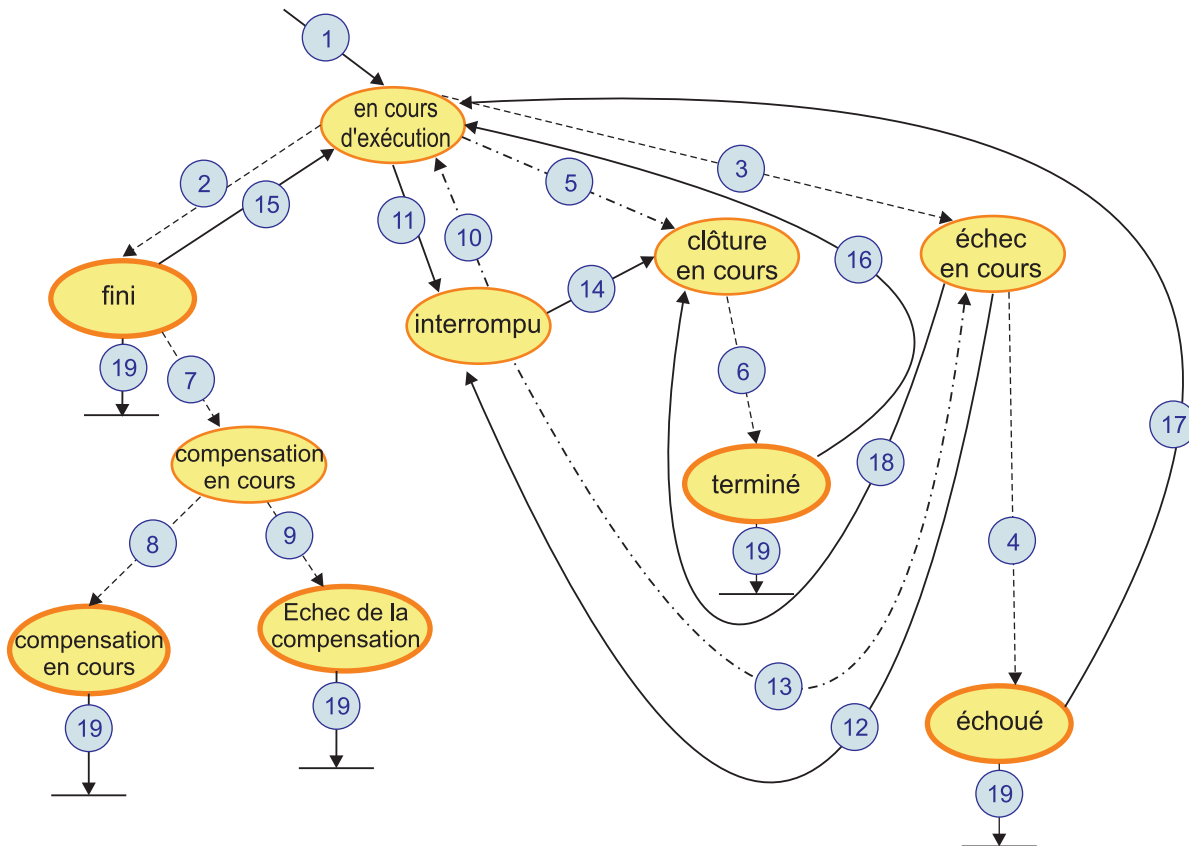 1
en cours
d'exécution
2
15
11
10
5
3
clôture
en cours
échec
en cours
16
fini
interrompu
14
19
7
6
17
compensation
en cours
terminé
18
8
9
19
4
compensation
en cours
Echec de la
compensation
13
12
échoué
19
19
19